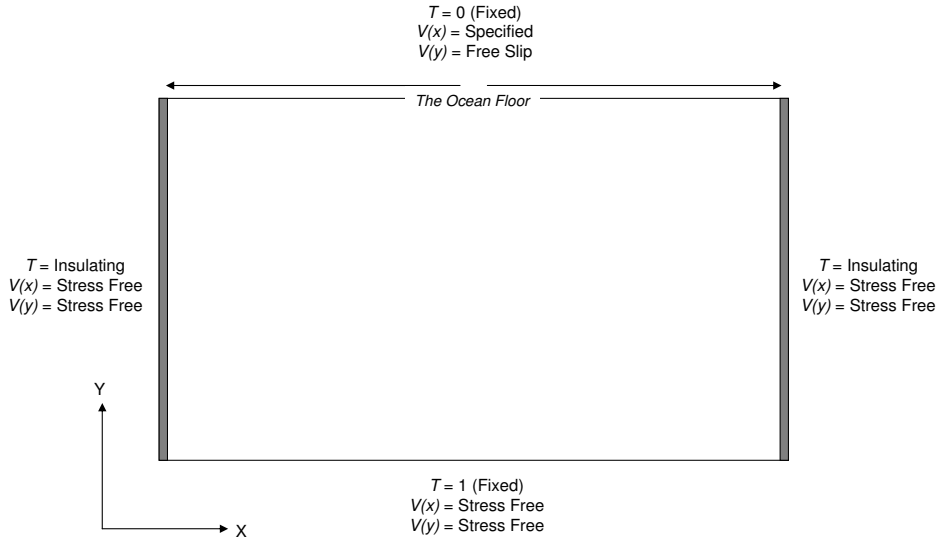 T = 0 (Fixed)
V(x) = Specified
V(y) = Free Slip
The Ocean Floor
T = Insulating
V(x) = Stress Free
V(y) = Stress Free
T = Insulating
V(x) = Stress Free
V(y) = Stress Free
Y
X
T = 1 (Fixed)
V(x) = Stress Free
V(y) = Stress Free